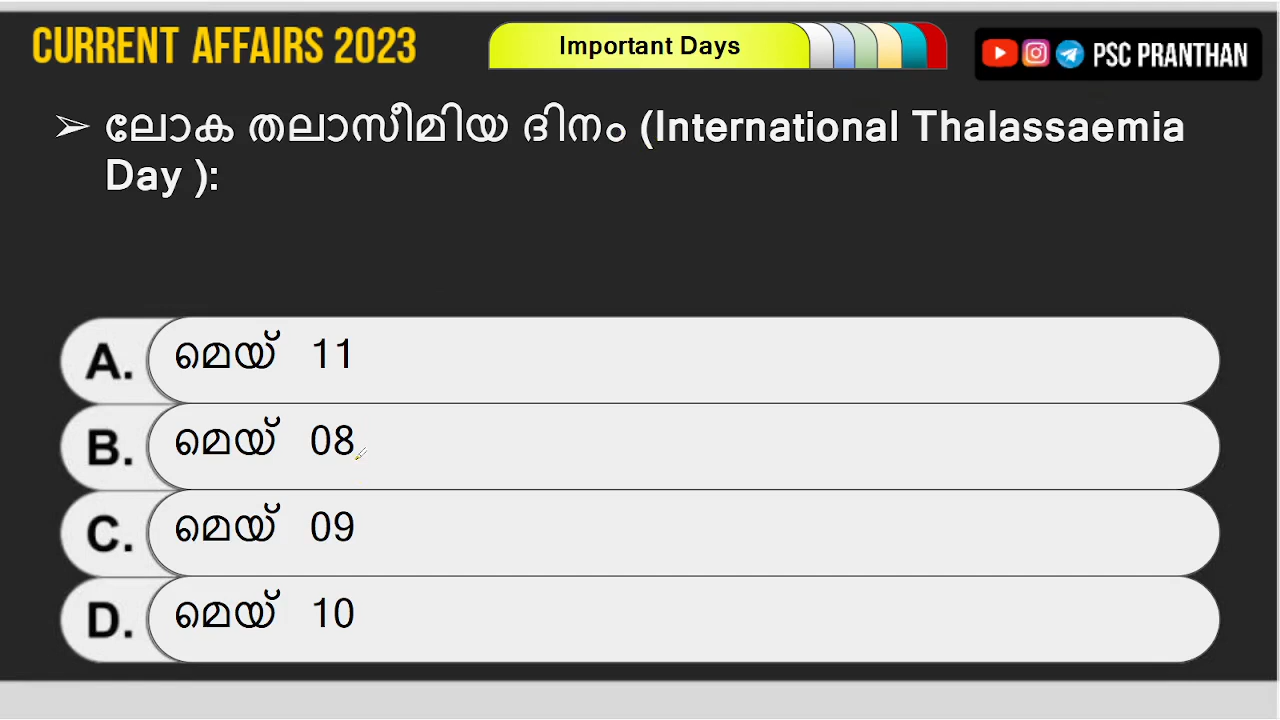 CURRENT AFFAIRS 2023
Important Days
PSC PRANTHAN
➢ ലോക തലാസീമിയ ദിനം (International Thalassaemia
Day ):
A. മെയ് 11
B. മെയ് 08
C. മെയ് 09
D. മെയ് 10